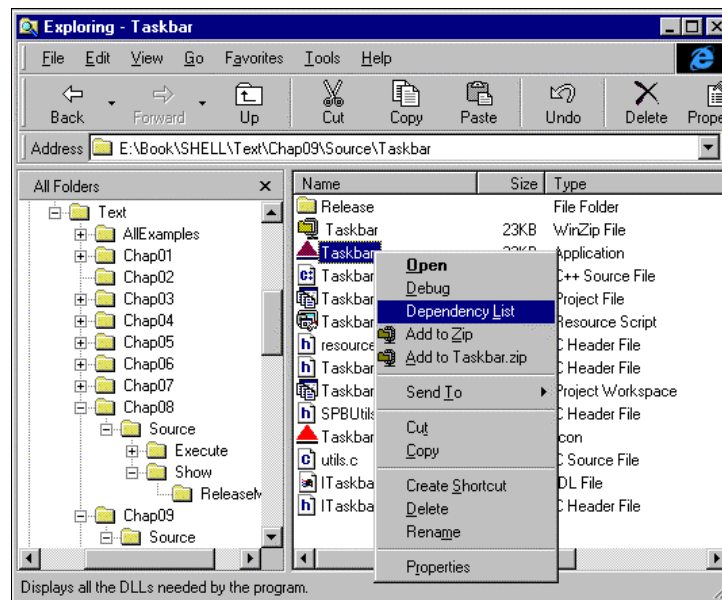 Exploring - Taskbar
File Edit View Go Favorites Tools Help
Back Forward Up Cut Copy Paste Undo Delete Prope
Address E:\Book\SHELL\Text\Chap09\Source\Taskbar
All Folders x
Text
AllExamples
Chap01
Chap02
Chap03
Chap04
Chap05
Chap06
Chap07
Chap08
Source
Execute
Show
Chap09
Source
Name Size Type
Release File Folder
Taskbar 23KB WinZip File
Taskbar Application
Taskbar C++ Source File
Taskbar Project File
Taskbar Resource Script
resource C Header File
Taskbar C Header File
Taskbar Project Workspace
SPBUtils C Header File
Taskbar Icon
utils.c C Source File
ITaskba IDL File
ITaskba C Header File
Open
Debug
Dependency List
Add to Zip
Add to Taskbar.zip
Send To
Cut
Copy
Create Shortcut
Delete
Rename
Properties
Displays all the DLLs needed by the program.